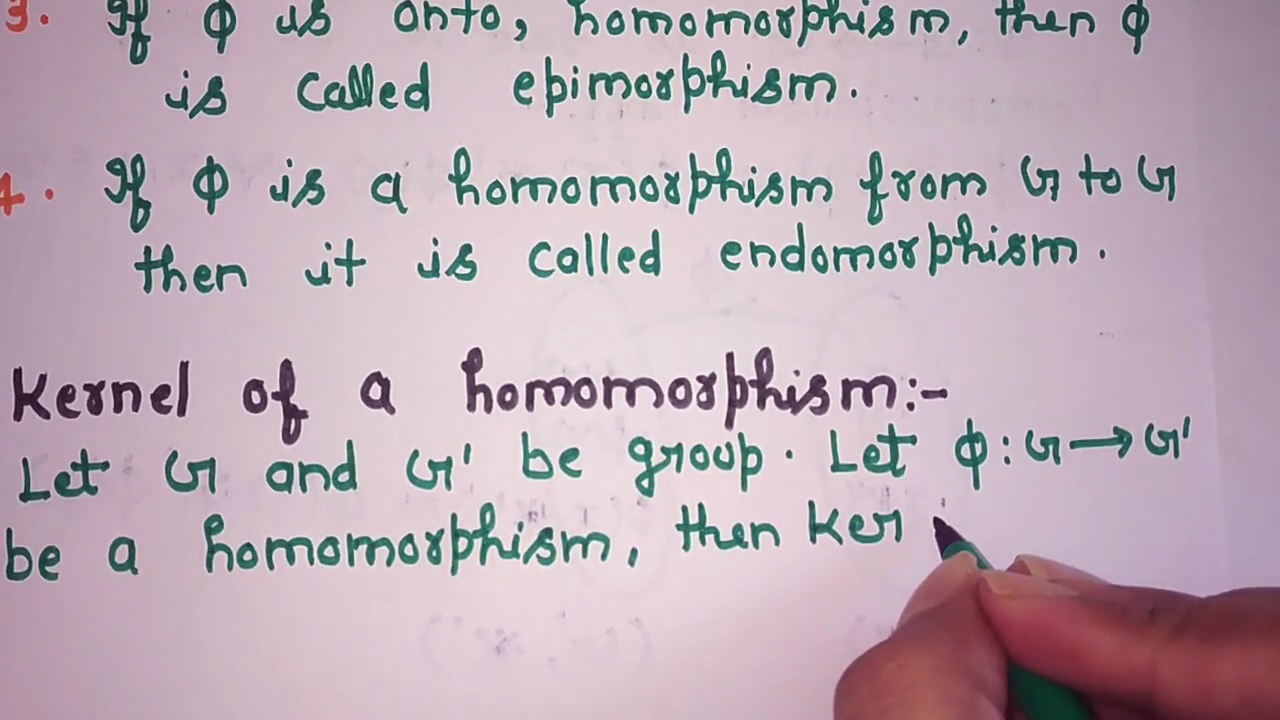 3. If ϕ is onto, homomorphism, then ϕ
is called epimorphism.
4. If ϕ is a homomorphism from G to G
then it is called endomorphism.
Kernel of a homomorphism:-
Let G and G' be group. Let ϕ:G→G'
be a homomorphism, then Ker